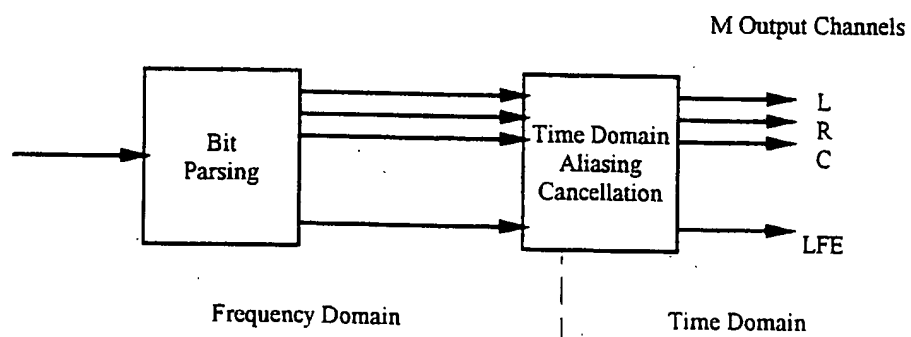 M Output Channels
Bit
Parsing
Time Domain
Aliasing
Cancellation
L
R
C
LFE
Frequency Domain
Time Domain